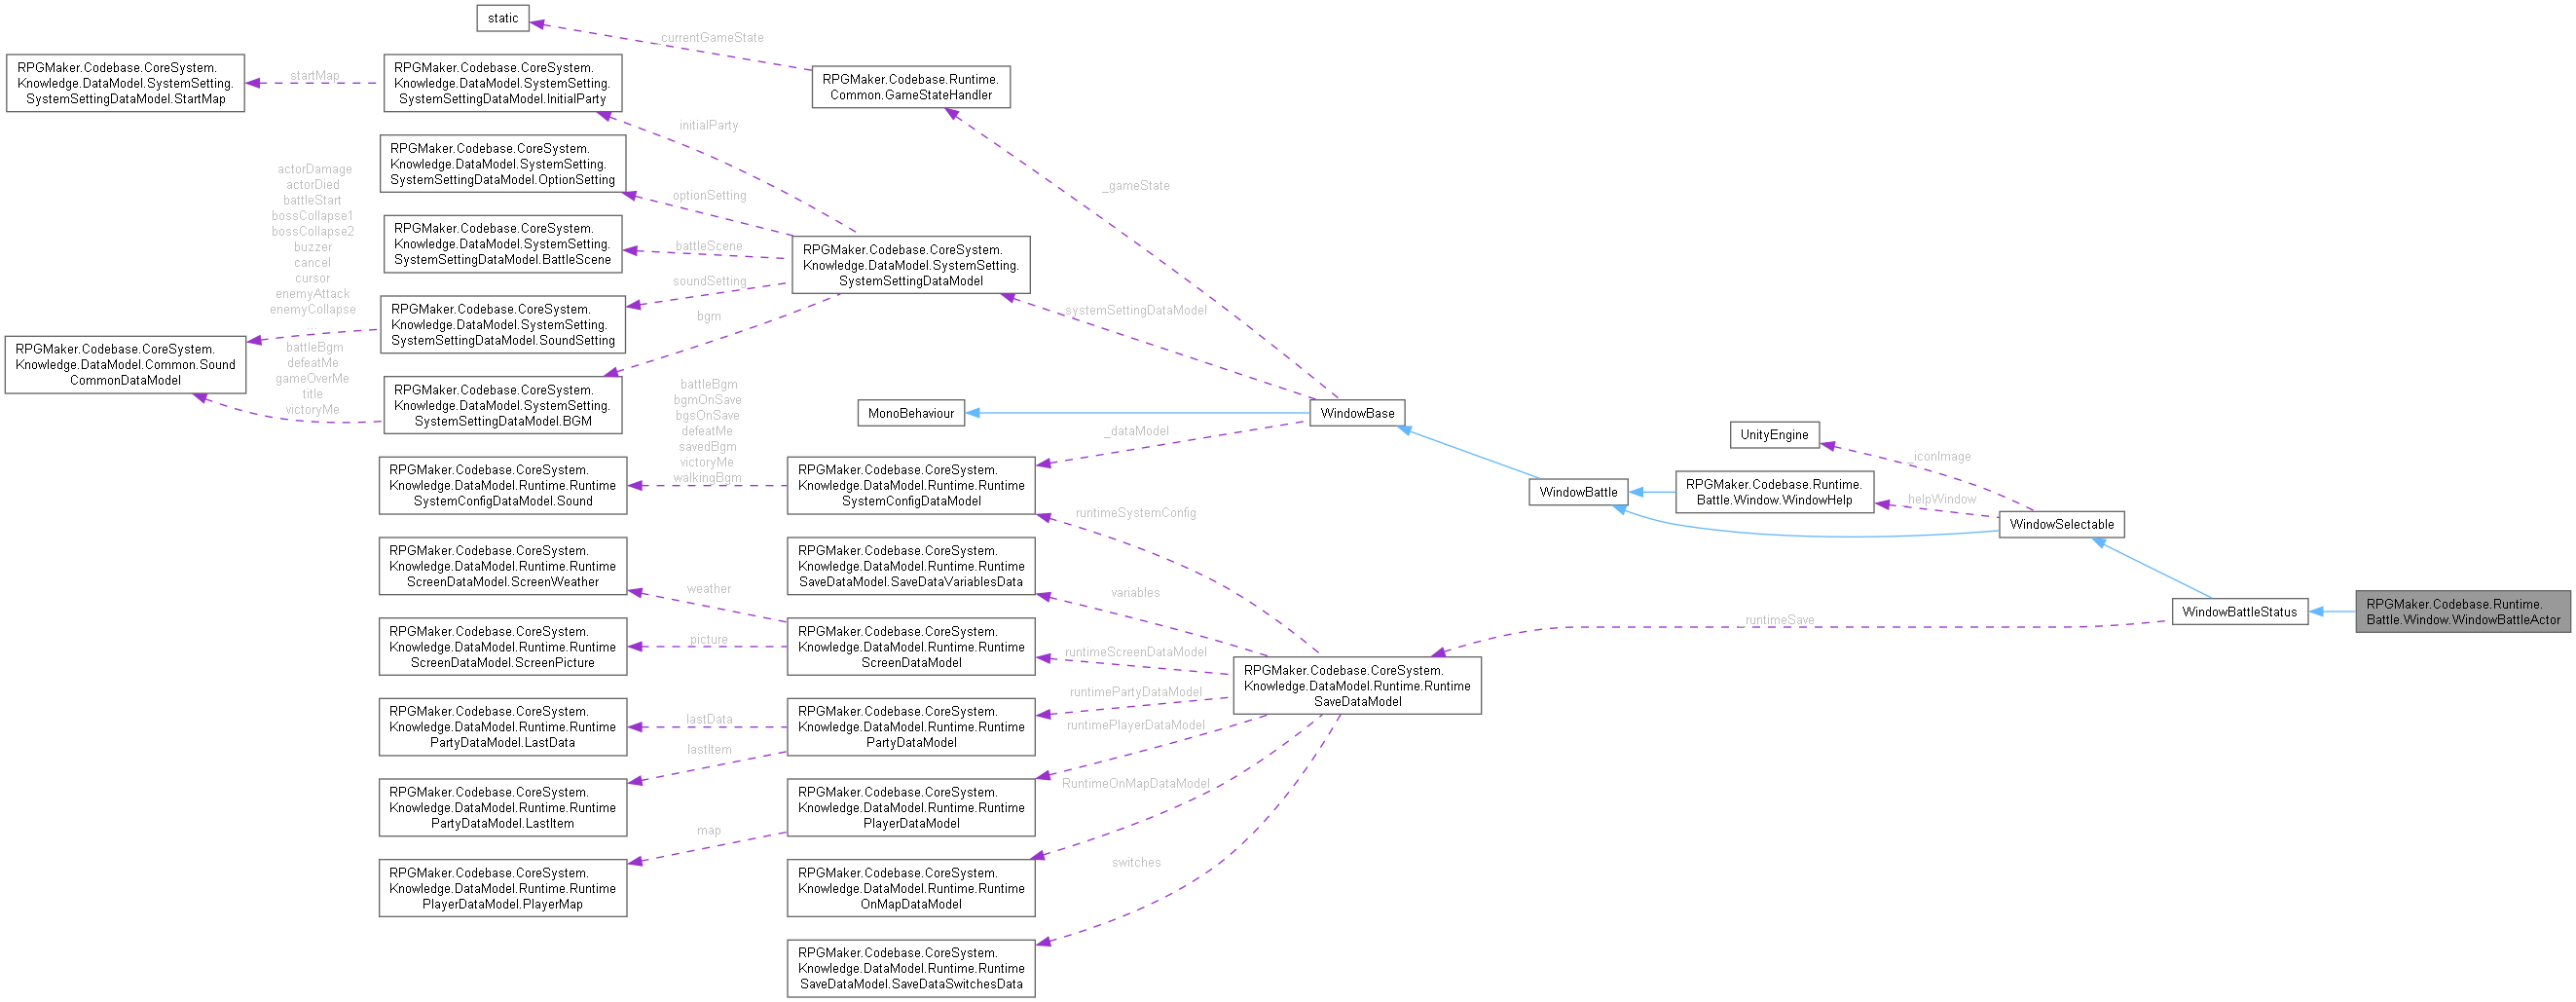 static
currentGameState
RPGMaker.Codebase.CoreSystem.
Knowledge.DataModel.SystemSetting.
SystemSettingDataModel.StartMap
startMap
RPGMaker.Codebase.CoreSystem.
Knowledge.DataModel.SystemSetting.
SystemSettingDataModel.InitialParty
RPGMaker.Codebase.Runtime.
Common.GameStateHandler
initialParty
RPGMaker.Codebase.CoreSystem.
Knowledge.DataModel.SystemSetting.
SystemSettingDataModel.OptionSetting
optionSetting
_gameState
actorDamage
actorDied
battleStart
bossCollapse1
bossCollapse2
buzzer
cancel
cursor
enemyAttack
enemyCollapse
...
RPGMaker.Codebase.CoreSystem.
Knowledge.DataModel.SystemSetting.
SystemSettingDataModel.BattleScene
battleScene
RPGMaker.Codebase.CoreSystem.
Knowledge.DataModel.SystemSetting.
SystemSettingDataModel
soundSetting
RPGMaker.Codebase.CoreSystem.
Knowledge.DataModel.SystemSetting.
SystemSettingDataModel.SoundSetting
bgm
systemSettingDataModel
RPGMaker.Codebase.CoreSystem.
Knowledge.DataModel.Common.Sound
CommonDataModel
battleBgm
defeatMe
gameOverMe
title
victoryMe
RPGMaker.Codebase.CoreSystem.
Knowledge.DataModel.SystemSetting.
SystemSettingDataModel.BGM
battleBgm
bgmOnSave
bgsOnSave
defeatMe
savedBgm
victoryMe
walkingBgm
MonoBehaviour
WindowBase
_dataModel
RPGMaker.Codebase.CoreSystem.
Knowledge.DataModel.Runtime.Runtime
SystemConfigDataModel.Sound
RPGMaker.Codebase.CoreSystem.
Knowledge.DataModel.Runtime.Runtime
SystemConfigDataModel
runtimeSystemConfig
WindowBattle
UnityEngine
_iconImage
RPGMaker.Codebase.Runtime.
Battle.Window.WindowHelp
helpWindow
WindowSelectable
RPGMaker.Codebase.CoreSystem.
Knowledge.DataModel.Runtime.Runtime
ScreenDataModel.ScreenWeather
weather
RPGMaker.Codebase.CoreSystem.
Knowledge.DataModel.Runtime.Runtime
SaveDataModel.SaveDataVariablesData
variables
WindowBattleStatus
RPGMaker.Codebase.Runtime.
Battle.Window.WindowBattleActor
runtimeSave
RPGMaker.Codebase.CoreSystem.
Knowledge.DataModel.Runtime.Runtime
ScreenDataModel.ScreenPicture
picture
RPGMaker.Codebase.CoreSystem.
Knowledge.DataModel.Runtime.Runtime
ScreenDataModel
runtimeScreenDataModel
RPGMaker.Codebase.CoreSystem.
Knowledge.DataModel.Runtime.Runtime
SaveDataModel
runtimePartyDataModel
runtimePlayerDataModel
RPGMaker.Codebase.CoreSystem.
Knowledge.DataModel.Runtime.Runtime
PartyDataModel.LastData
lastData
RPGMaker.Codebase.CoreSystem.
Knowledge.DataModel.Runtime.Runtime
PartyDataModel
lastItem
RPGMaker.Codebase.CoreSystem.
Knowledge.DataModel.Runtime.Runtime
PartyDataModel.LastItem
RPGMaker.Codebase.CoreSystem.
Knowledge.DataModel.Runtime.Runtime
PlayerDataModel
RuntimeOnMapDataModel
map
RPGMaker.Codebase.CoreSystem.
Knowledge.DataModel.Runtime.Runtime
PlayerDataModel.PlayerMap
RPGMaker.Codebase.CoreSystem.
Knowledge.DataModel.Runtime.Runtime
OnMapDataModel
switches
RPGMaker.Codebase.CoreSystem.
Knowledge.DataModel.Runtime.Runtime
SaveDataModel.SaveDataSwitchesData